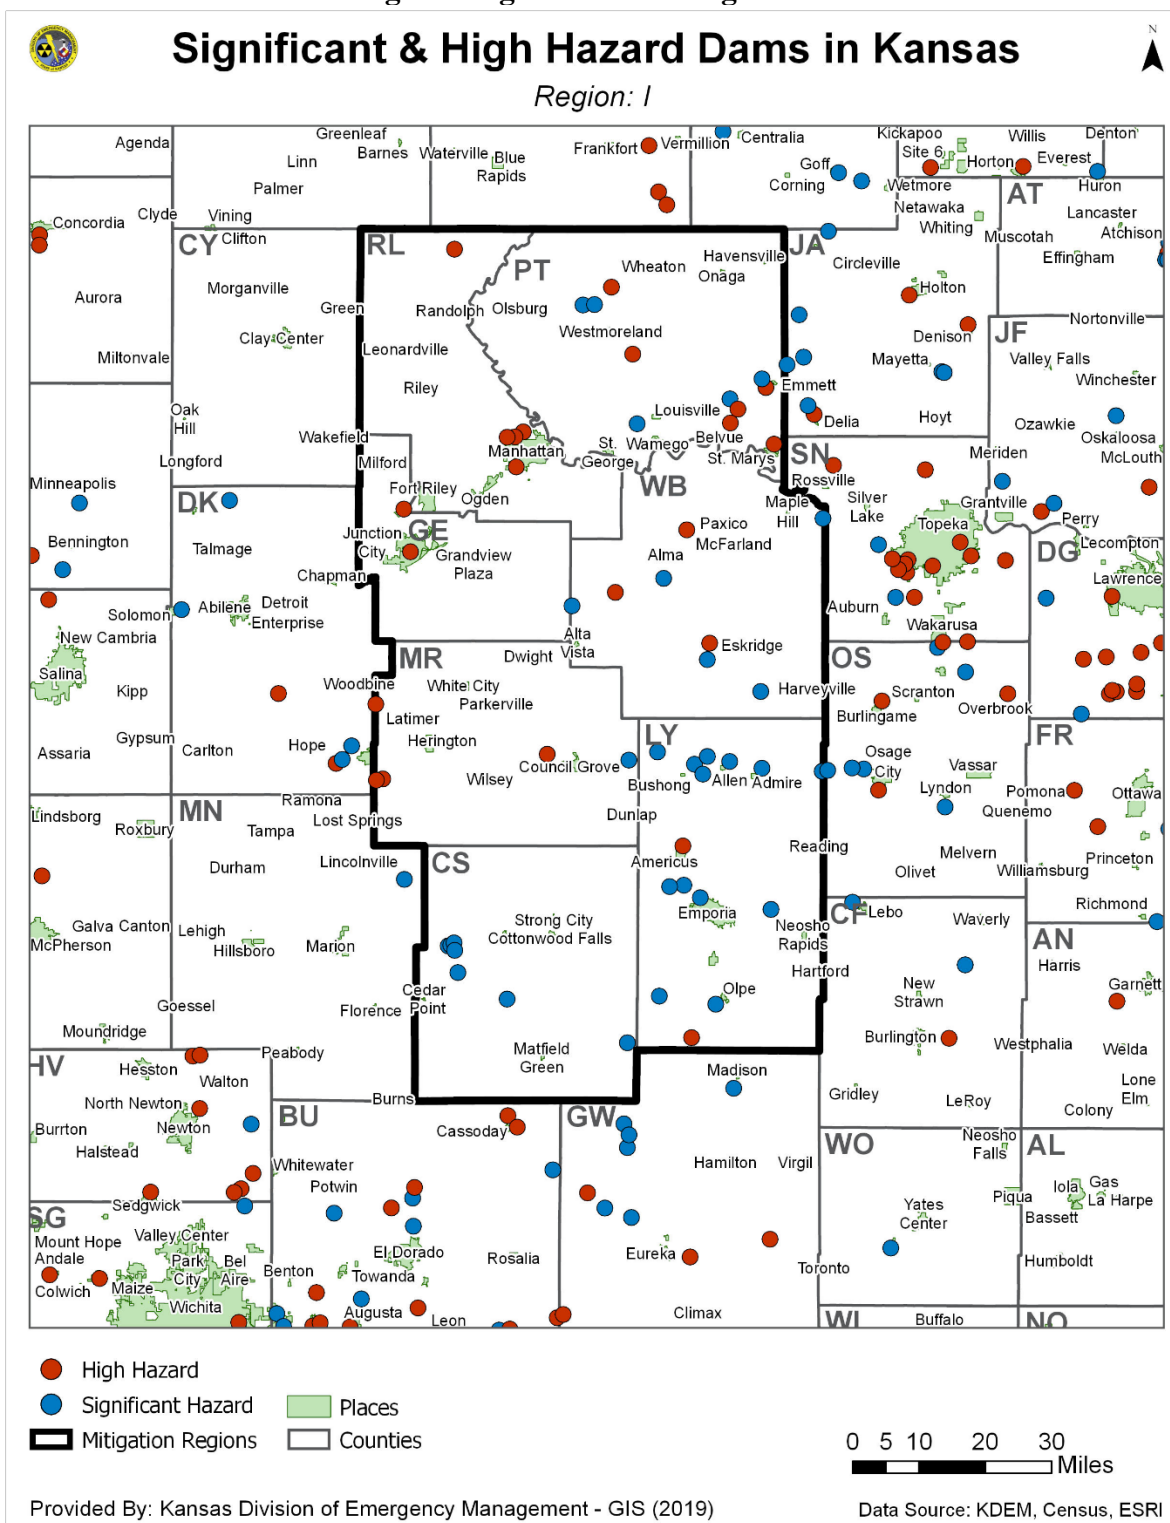 Significant & High Hazard Dams in Kansas
N
Region: I
Agenda
Greenleaf
Barnes
Waterville
Blue
Rapids
Frankfort
Vermillion
Centralia
Kickapoo
Site 6
Willis
Denton
Horton
Everest
Linn
Palmer
Goff
Corning
Wetmore
Huron
AT
Netawaka
Whiting
Lancaster
Atchison
Muscotah
Effingham
Concordia
Clyde
Vining
Clifton
CY
RL
PT
JA
Havensville
Onaga
Wheaton
Circleville
Holton
Morganville
Aurora
Green
Randolph
Olsburg
Westmoreland
Nortonville
Clay Center
Denison
JF
Miltonvale
Leonardville
Mayetta
Valley Falls
Winchester
Riley
Emmett
Oak
Hill
Louisville
Delia
Hoyt
Ozawkie
Oskaloosa
McLouth
Wakefield
Manhattan
St.
George
Wamego
Belvue
St. Marys
SN
Meriden
Longford
Milford
Rossville
Minneapolis
DK
Fort Riley
Ogden
WB
Maple
Hill
Silver
Lake
Grantville
Perry
Topeka
Bennington
Talmage
Junction
City
GE
Grandview
Plaza
Paxico
McFarland
Alma
DG
Lecompton
Lawrence
Chapman
Solomon
Abilene
Detroit
Enterprise
Auburn
Wakarusa
New Cambria
Alta
Vista
Eskridge
Salina
MR
Dwight
OS
Kipp
Woodbine
White City
Parkerville
Harveyville
Scranton
Burlingame
Overbrook
Latimer
Gypsum
Assaria
Carlton
Hope
Herington
LY
FR
Council Grove
Wilsey
Bushong
Allen
Admire
Osage
City
Vassar
Lyndon
Pomona
Quenemo
Ottawa
MN
Ramona
Lost Springs
Dunlap
Lindsborg
Roxbury
Tampa
Durham
Lincolnville
CS
Americus
Reading
Melvern
Olivet
Williamsburg
Princeton
Richmond
Galva
Canton
McPherson
Lehigh
Hillsboro
Marion
Strong City
Cottonwood Falls
Emporia
Neosho
Rapids
Hartford
CF
Lebo
Waverly
AN
Harris
Garnett
Goessel
Florence
Cedar
Point
Olpe
New
Strawn
Moundridge
Burlington
Westphalia
Welda
HV
Hesston
Walton
Peabody
Matfield
Green
Madison
Gridley
LeRoy
Lone
Elm
Colony
North Newton
Burns
Burrton
Newton
Halstead
BU
Cassoday
GW
WO
Neosho
Falls
AL
Whitewater
Potwin
Hamilton
Virgil
Iola
Gas
La Harpe
Piqua
Bassett
Sedgwick
SG
Mount Hope
Andale
Valley Center
Yates
Center
Park
City
Bel
Aire
Benton
El Dorado
Towanda
Rosalia
Eureka
Toronto
Humboldt
Colwich
Maize
Wichita
Augusta
Leon
Climax
WI
Buffalo
NO
High Hazard
Significant Hazard
Places
Mitigation Regions
Counties
0 5 10 20 30
Miles
Provided By: Kansas Division of Emergency Management - GIS (2019)
Data Source: KDEM, Census, ESRI